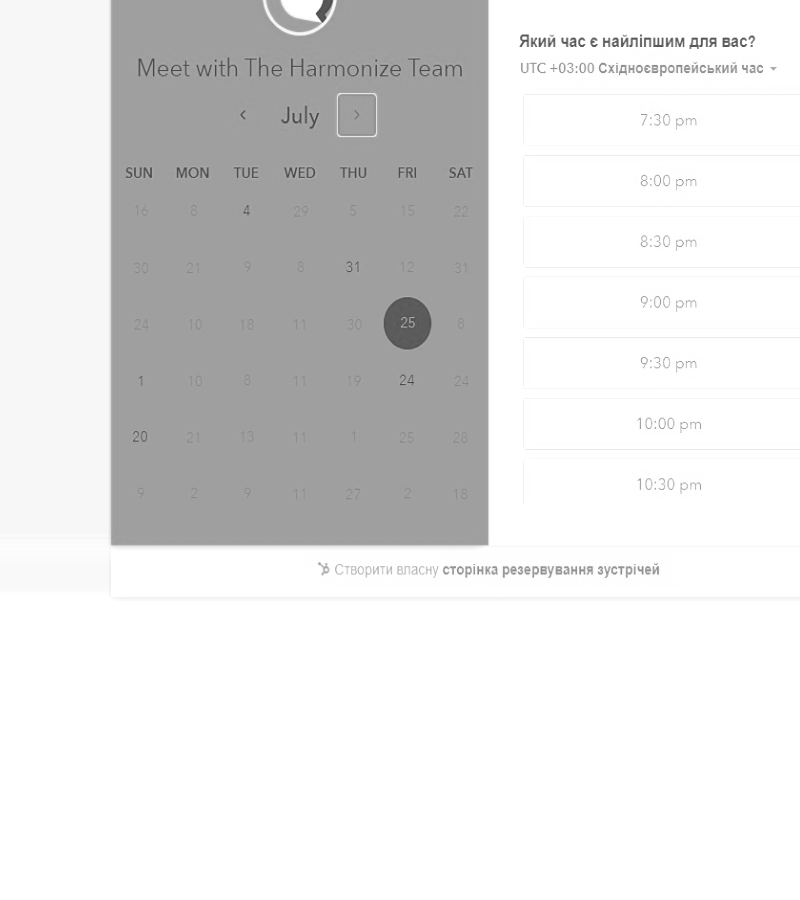 Meet with The Harmonize Team
July
SUN MON TUE WED THU FRI SAT
16 8 4 29 5 15 22
30 21 9 8 31 12 31
24 10 18 11 30 25 8
1 10 8 11 19 24 24
20 21 13 11 1 25 28
9 2 9 11 27 2 18
Який час є найліпшим для вас?
UTC +03:00 Східноєвропейський час
7:30 pm
8:00 pm
8:30 pm
9:00 pm
9:30 pm
10:00 pm
10:30 pm
Створити власну сторінка резервування зустрічей